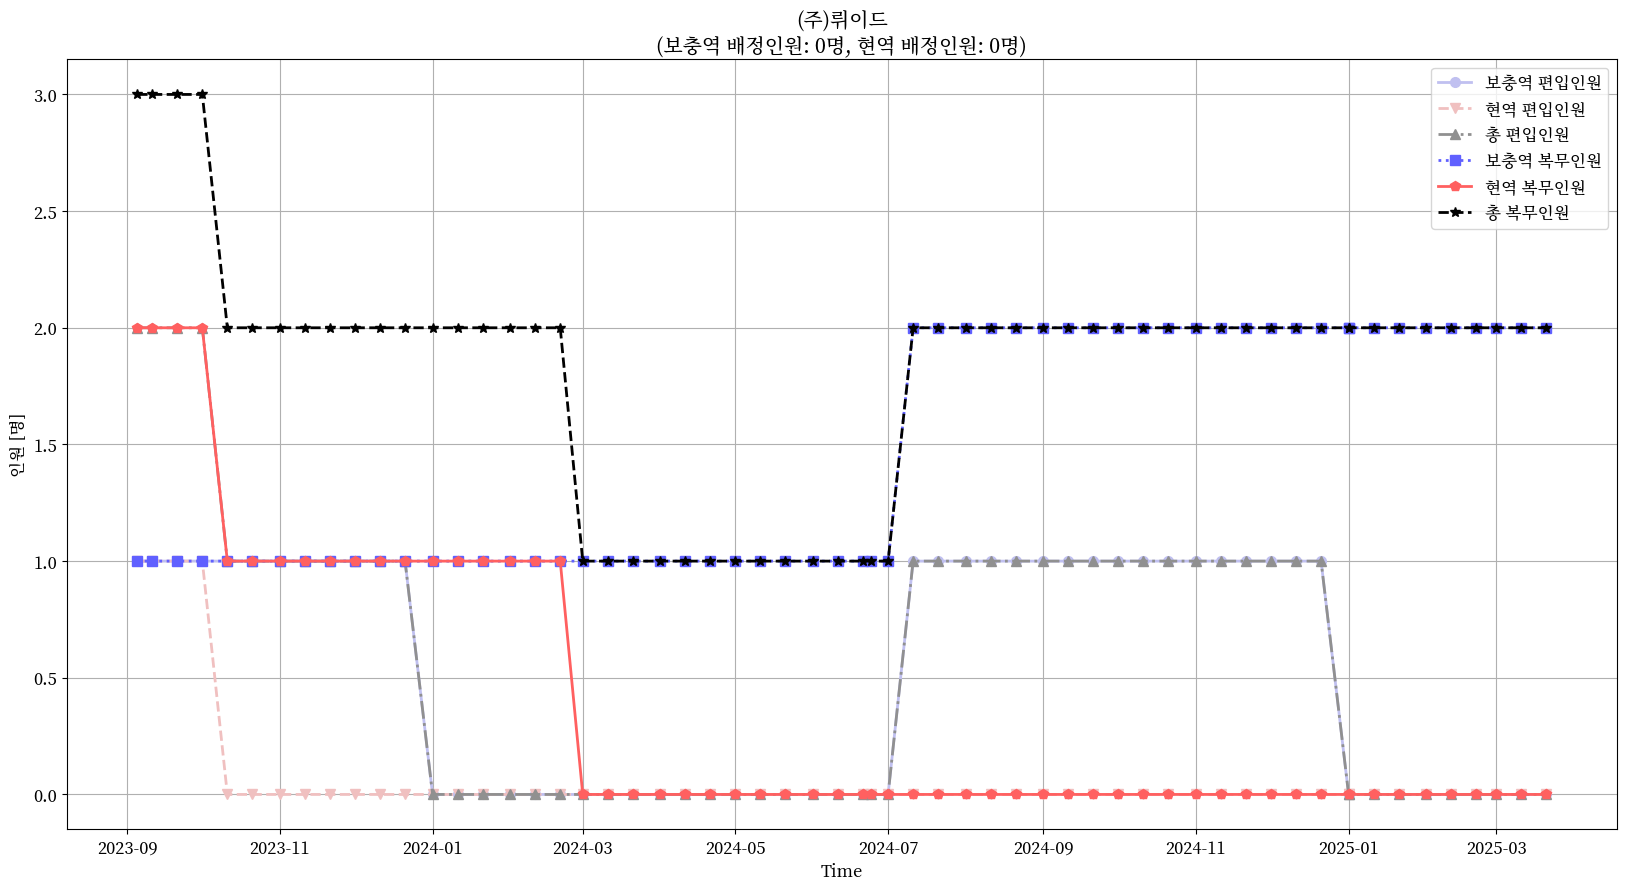 (주)뤼이드
(보충역 배정인원: 0명, 현역 배정인원: 0명)
보충역 편입인원
현역 편입인원
총 편입인원
보충역 복무인원
현역 복무인원
총 복무인원
3.0
2.5
2.0
1.5
1.0
0.5
0.0
인원 [명]
2023-09
2023-11
2024-01
2024-03
2024-05
2024-07
2024-09
2024-11
2025-01
2025-03
Time